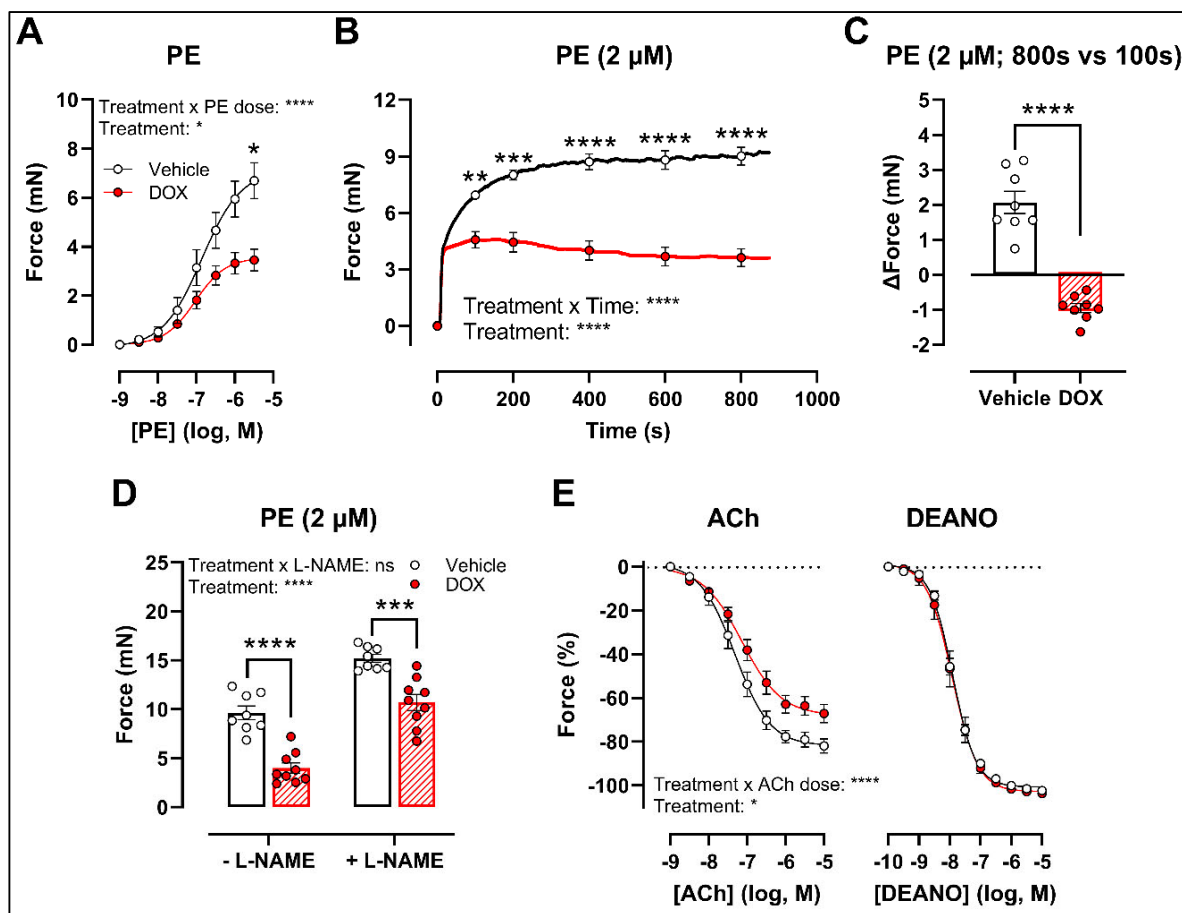 A
PE
Treatment x PE dose: ****
Treatment: *
Vehicle
DOX
*
Force (mN)
10
8
6
4
2
0
-9 -8 -7 -6 -5
[PE] (log, M)
B
PE (2 µM)
** *** **** **** ****
Force (mN)
9
6
3
0
Treatment x Time: ****
Treatment: ****
0 200 400 600 800 1000
Time (s)
C
PE (2 µM; 800s vs 100s)
****
ΔForce (mN)
5
4
3
2
1
0
-1
-2
Vehicle DOX
D
PE (2 µM)
Treatment x L-NAME: ns
Treatment: ****
Vehicle
DOX
**** ***
Force (mN)
25
20
15
10
5
0
- L-NAME + L-NAME
E
ACh
DEANO
Force (%)
0
-20
-40
-60
-80
-100
Treatment x ACh dose: ****
Treatment: *
-9 -8 -7 -6 -5
[ACh] (log, M)
-10 -9 -8 -7 -6 -5
[DEANO] (log, M)